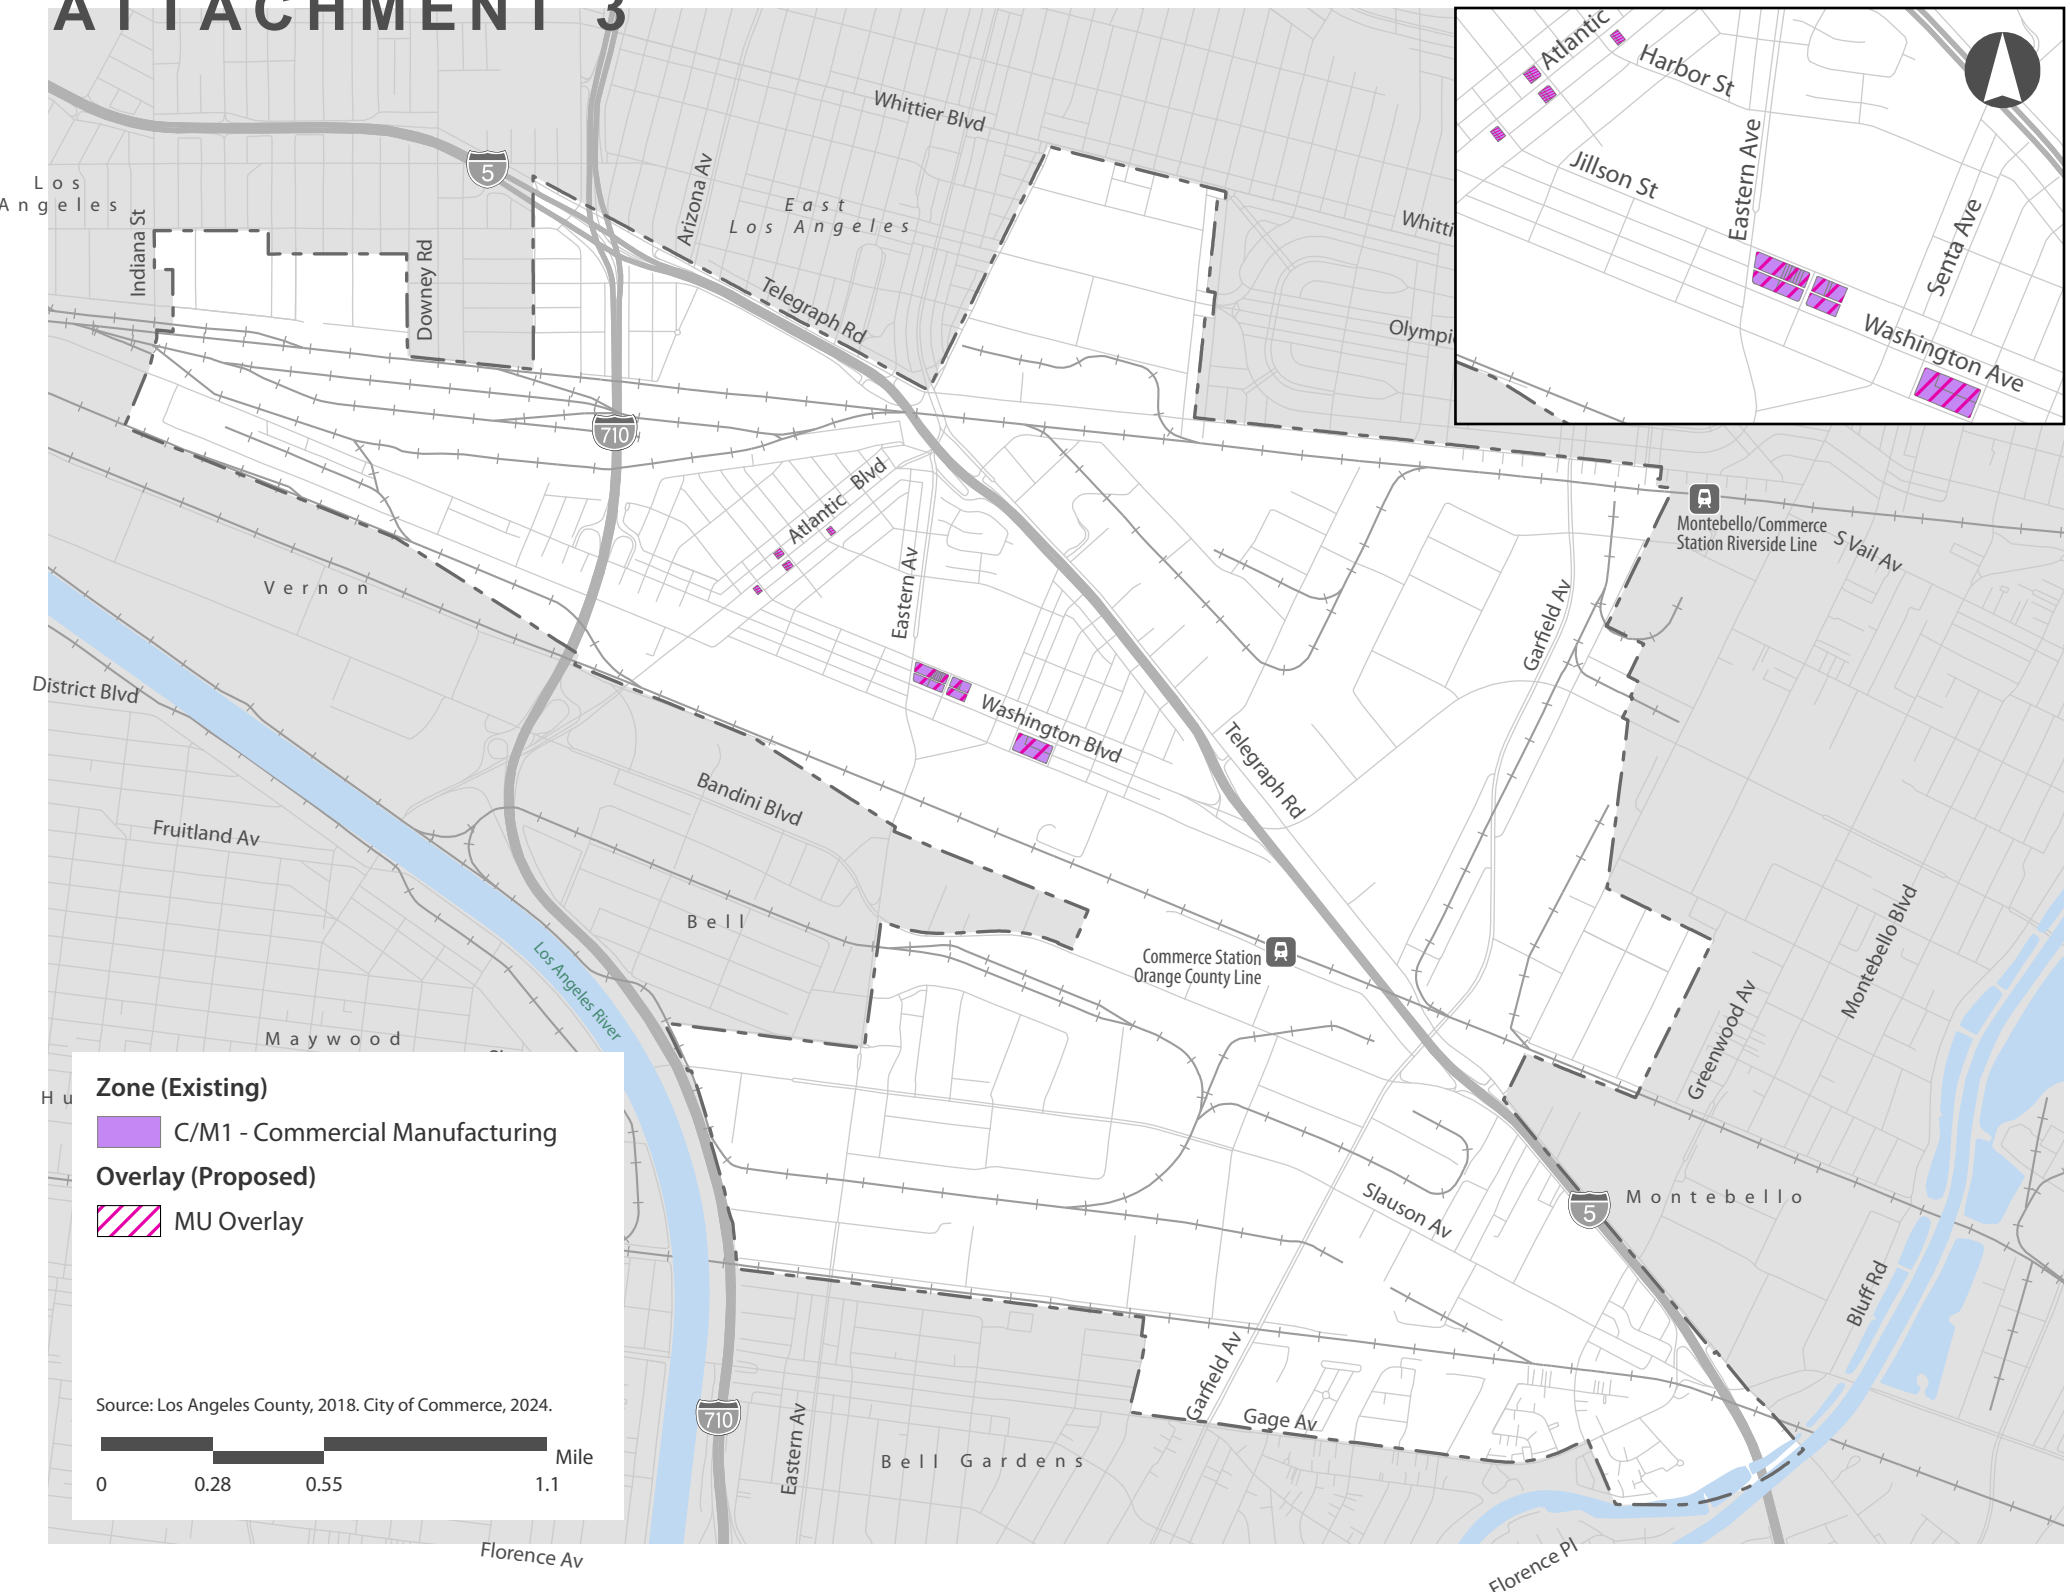 ATTACHMENT 3
Whittier Blvd
5
Arizona Av
Los
Angeles
East
Los Angeles
Indiana St
Downey Rd
Telegraph Rd
710
Atlantic Blvd
Eastern Av
Vernon
District Blvd
Washington Blvd
Telegraph Rd
Garfield Av
Montebello/Commerce
Station Riverside Line
S Vail Av
Bandini Blvd
Fruitland Av
Bell
Los Angeles River
Commerce Station
Orange County Line
Montebello Blvd
Greenwood Av
Maywood
Montebello
5
Slauson Av
Bluff Rd
Garfield Av
Gage Av
710
Eastern Av
Bell Gardens
Florence Av
Florence Pl
Atlantic
Harbor St
Jillson St
Eastern Ave
Senta Ave
Washington Ave
Zone (Existing)
C/M1 - Commercial Manufacturing
Overlay (Proposed)
MU Overlay
Source: Los Angeles County, 2018. City of Commerce, 2024.
Mile
0 0.28 0.55 1.1